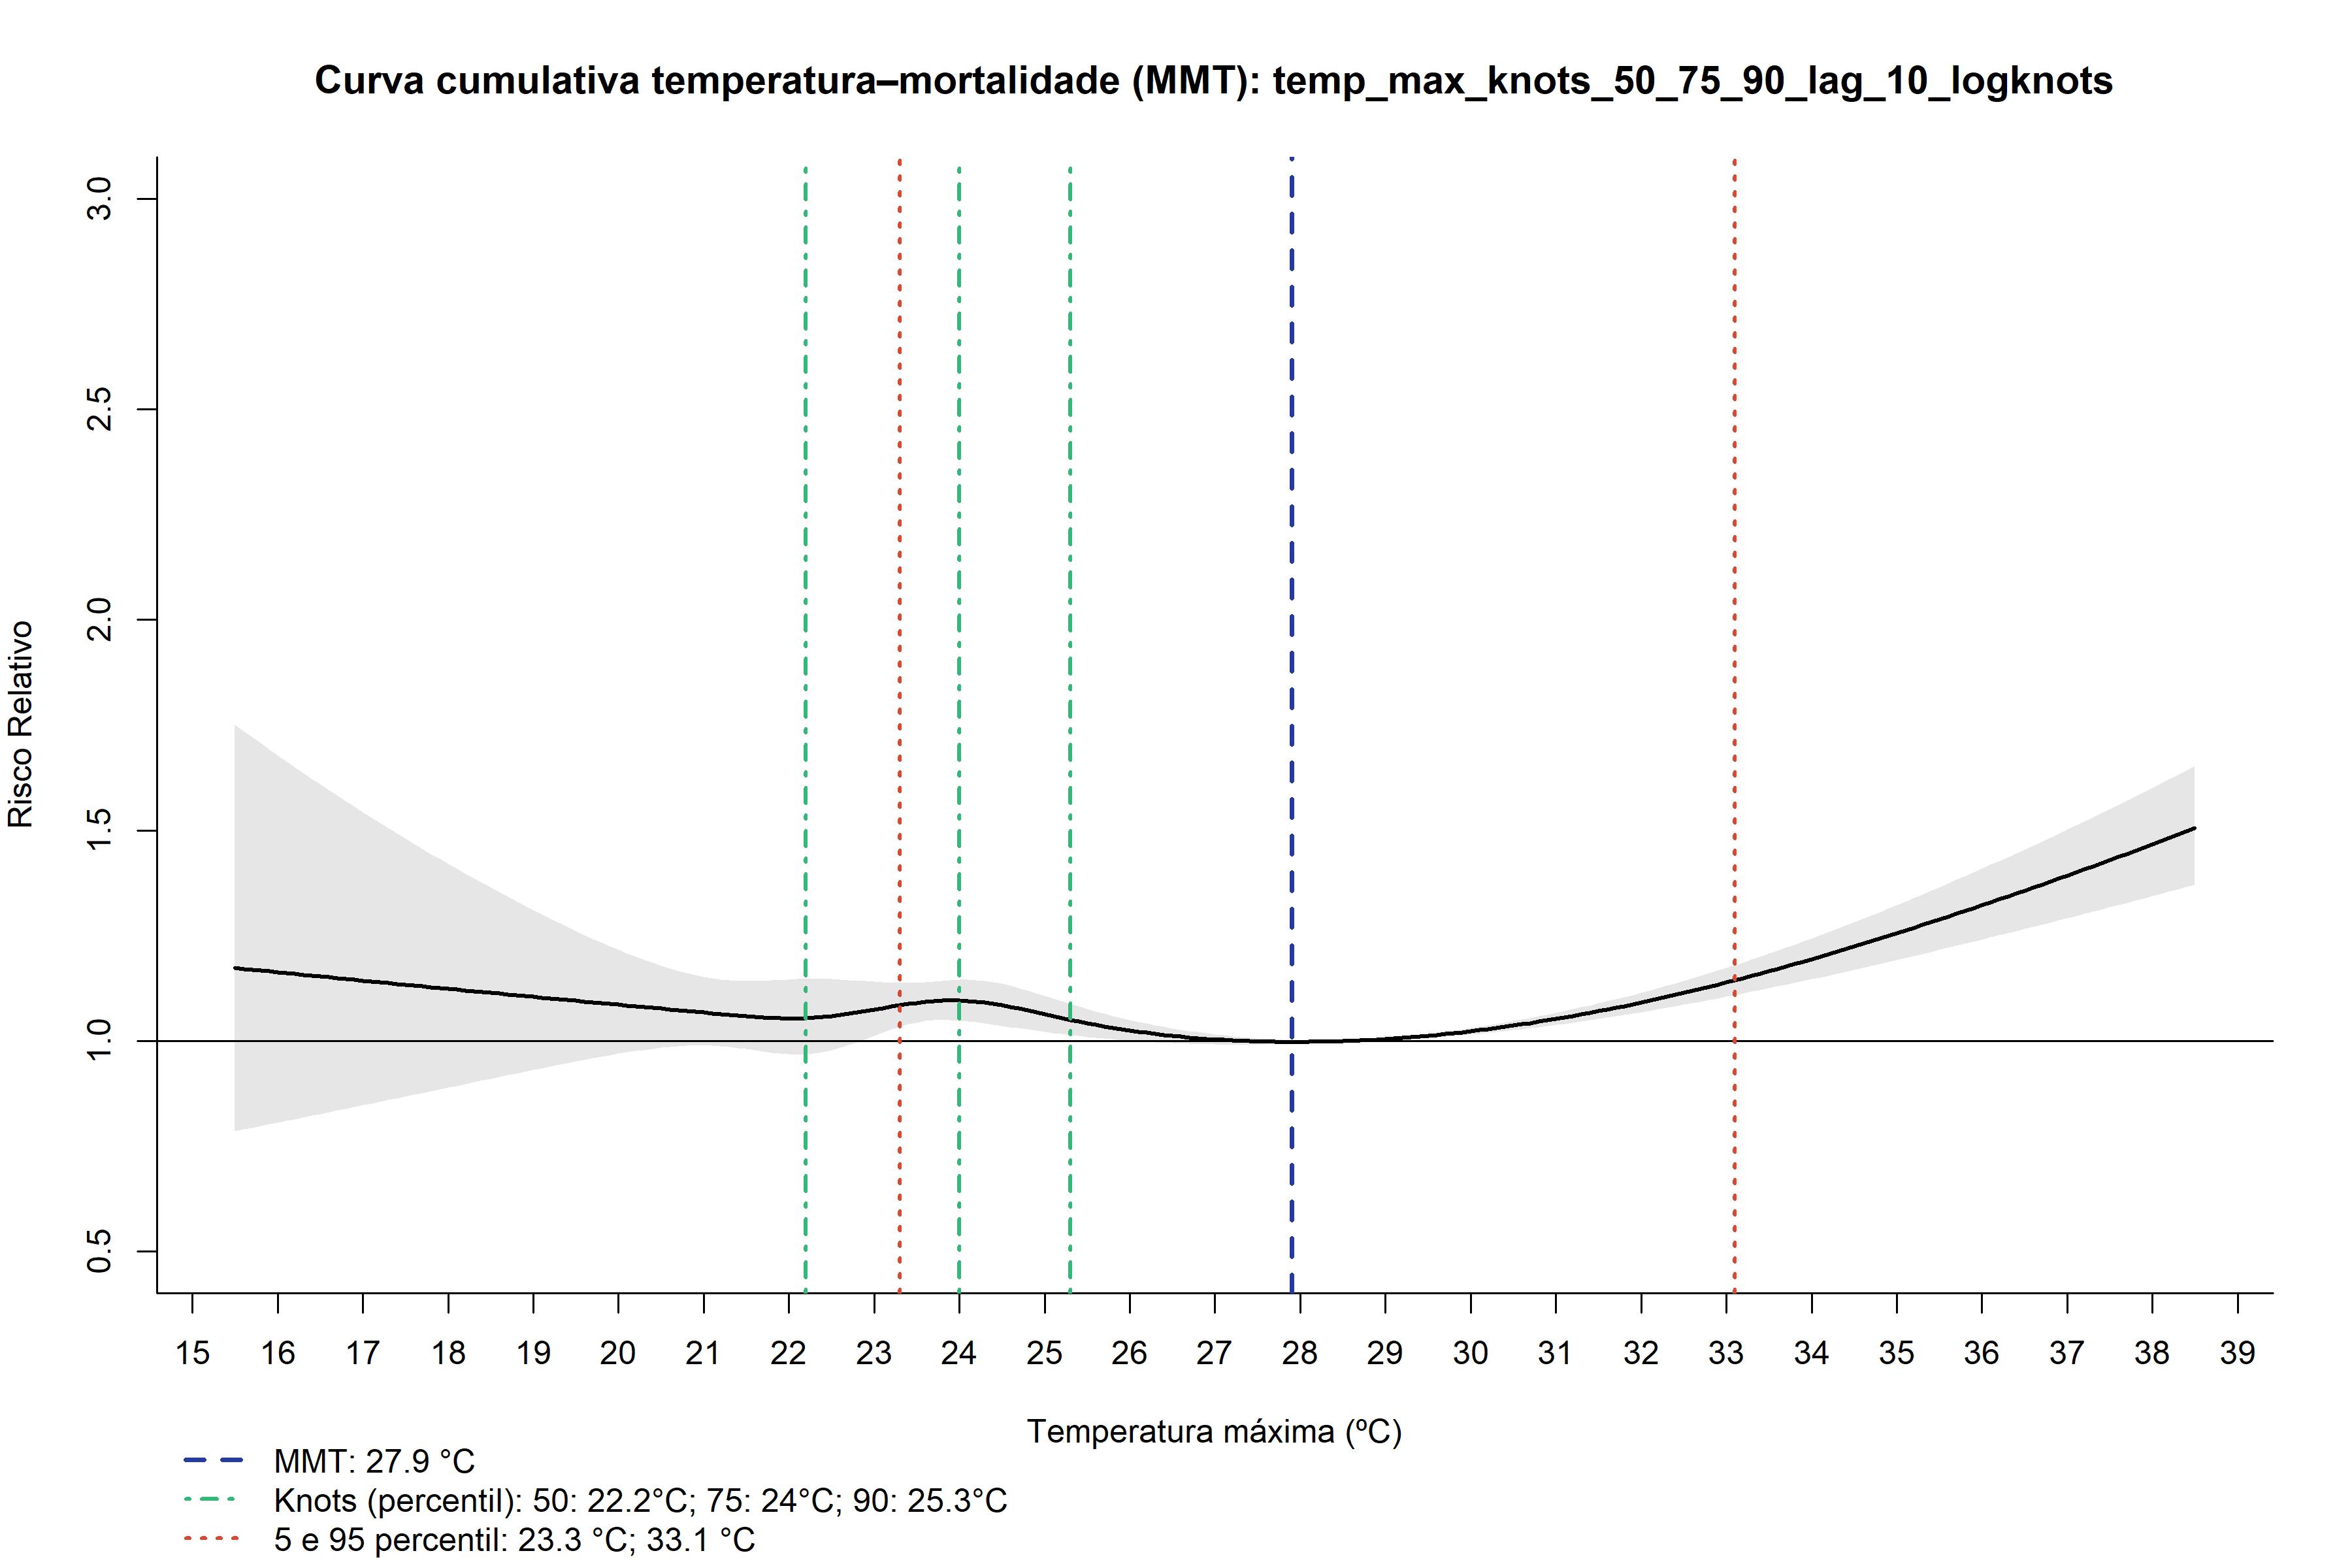 Curva cumulativa temperatura–mortalidade (MMT): temp_max_knots_50_75_90_lag_10_logknots
3.0
2.5
2.0
1.5
1.0
0.5
Risco Relativo
15 16 17 18 19 20 21 22 23 24 25 26 27 28 29 30 31 32 33 34 35 36 37 38 39
Temperatura máxima (ºC)
MMT: 27.9 °C
Knots (percentil): 50: 22.2°C; 75: 24°C; 90: 25.3°C
5 e 95 percentil: 23.3 °C; 33.1 °C